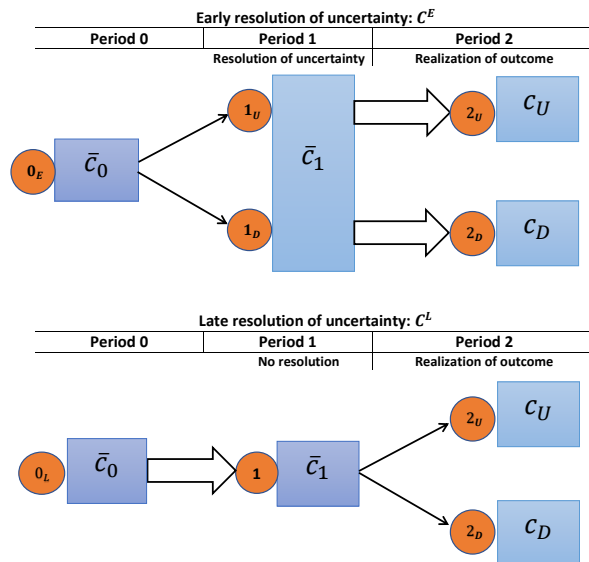 Early resolution of uncertainty: C^E
Period 0 Period 1 Period 2
Resolution of uncertainty Realization of outcome
1_U 2_U c_U
0_E c̄_0 c̄_1
1_D 2_D c_D
Late resolution of uncertainty: C^L
Period 0 Period 1 Period 2
No resolution Realization of outcome
2_U c_U
0_L c̄_0 1 c̄_1
2_D c_D